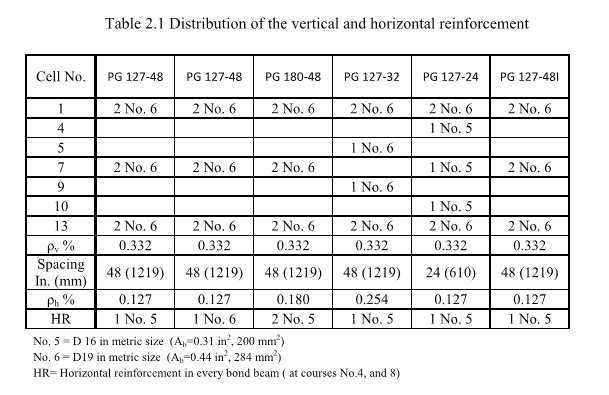 Table 2.1 Distribution of the vertical and horizontal reinforcement
Cell No. PG 127-48 PG 127-48 PG 180-48 PG 127-32 PG 127-24 PG 127-48I
1 2 No. 6 2 No. 6 2 No. 6 2 No. 6 2 No. 6 2 No. 6
4 1 No. 5
5 1 No. 6
7 2 No. 6 2 No. 6 2 No. 6 1 No. 5 2 No. 6
9 1 No. 6
10 1 No. 5
13 2 No. 6 2 No. 6 2 No. 6 2 No. 6 2 No. 6 2 No. 6
ρv % 0.332 0.332 0.332 0.332 0.332 0.332
Spacing In. (mm) 48 (1219) 48 (1219) 48 (1219) 48 (1219) 24 (610) 48 (1219)
ρh % 0.127 0.127 0.180 0.254 0.127 0.127
HR 1 No. 5 1 No. 6 2 No. 5 1 No. 5 1 No. 5 1 No. 5
No. 5 = D 16 in metric size (Ab=0.31 in², 200 mm²)
No. 6 = D19 in metric size (Ab=0.44 in², 284 mm²)
HR= Horizontal reinforcement in every bond beam ( at courses No.4, and 8)